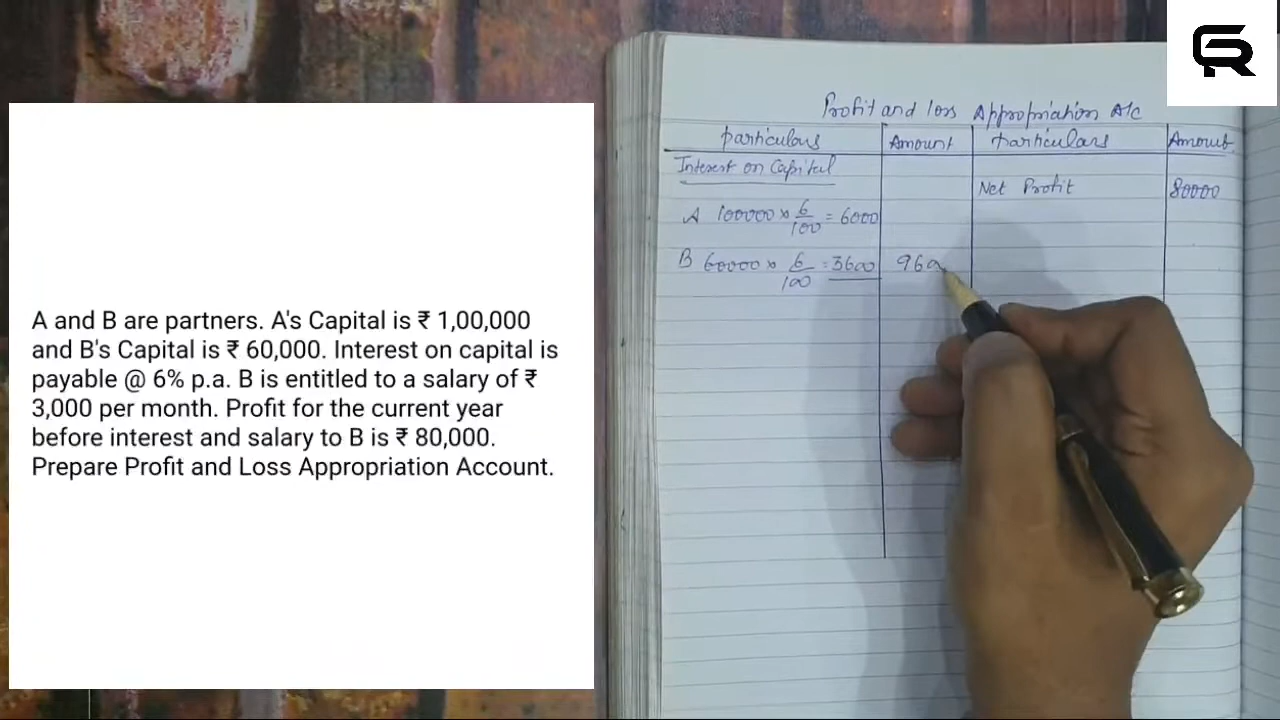 A and B are partners. A's Capital is ₹ 1,00,000
and B's Capital is ₹ 60,000. Interest on capital is
payable @ 6% p.a. B is entitled to a salary of ₹
3,000 per month. Profit for the current year
before interest and salary to B is ₹ 80,000.
Prepare Profit and Loss Appropriation Account.
GR
Profit and loss Appropriation A/c
particulars Amount particulars Amount
Interest on Capital
Net Profit 80000
A 100000 × 6/100 = 6000
B 60000 × 6/100 = 3600 960